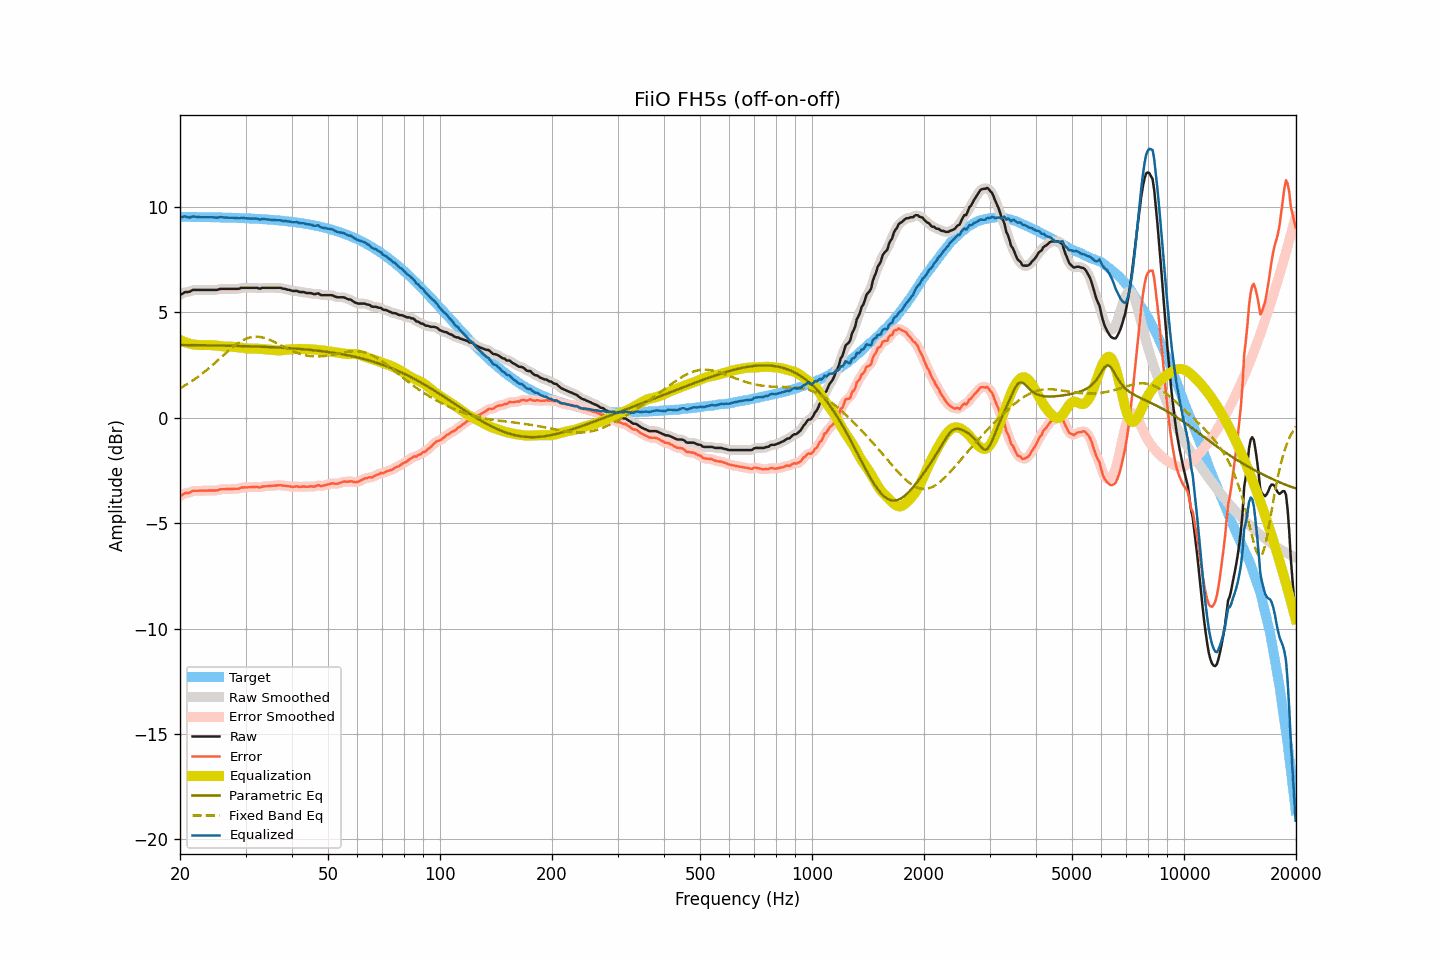 FiiO FH5s (off-on-off)
Amplitude (dBr)
10
5
0
−5
−10
−15
−20
Target
Raw Smoothed
Error Smoothed
Raw
Error
Equalization
Parametric Eq
Fixed Band Eq
Equalized
20 50 100 200 500 1000 2000 5000 10000 20000
Frequency (Hz)